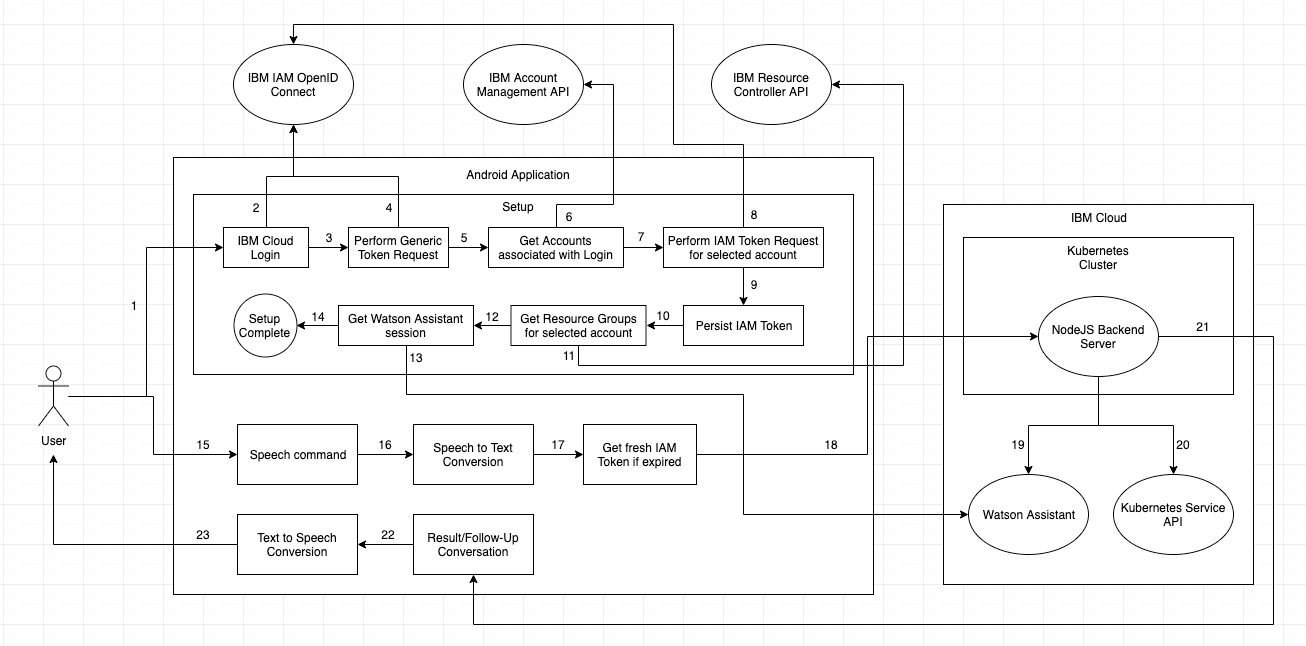 IBM IAM OpenID
Connect
IBM Account
Management API
IBM Resource
Controller API
Android Application
Setup
2
4
6
8
IBM Cloud
Login
3
Perform Generic
Token Request
5
Get Accounts
associated with Login
7
Perform IAM Token Request
for selected account
9
Setup
Complete
14
Get Watson Assistant
session
12
Get Resource Groups
for selected account
10
Persist IAM Token
13
11
1
User
15
Speech command
16
Speech to Text
Conversion
17
Get fresh IAM
Token if expired
18
23
Text to Speech
Conversion
22
Result/Follow-Up
Conversation
IBM Cloud
Kubernetes
Cluster
NodeJS Backend
Server
21
19
20
Watson Assistant
Kubernetes Service
API